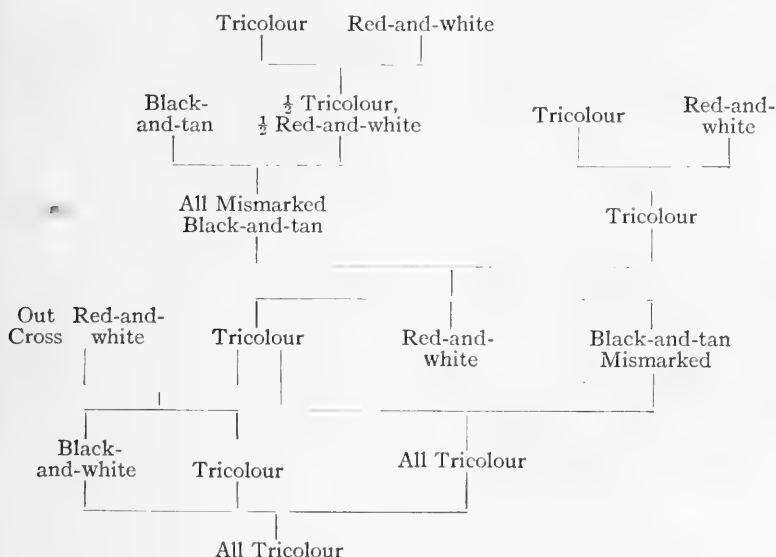 Tricolour Red-and-white
Black-
and-tan
½ Tricolour,
½ Red-and-white
Tricolour
Red-and-
white
All Mismarked
Black-and-tan
Tricolour
Out
Cross
Red-and-
white
Tricolour
Red-and-
white
Black-and-tan
Mismarked
Black-
and-white
Tricolour
All Tricolour
All Tricolour